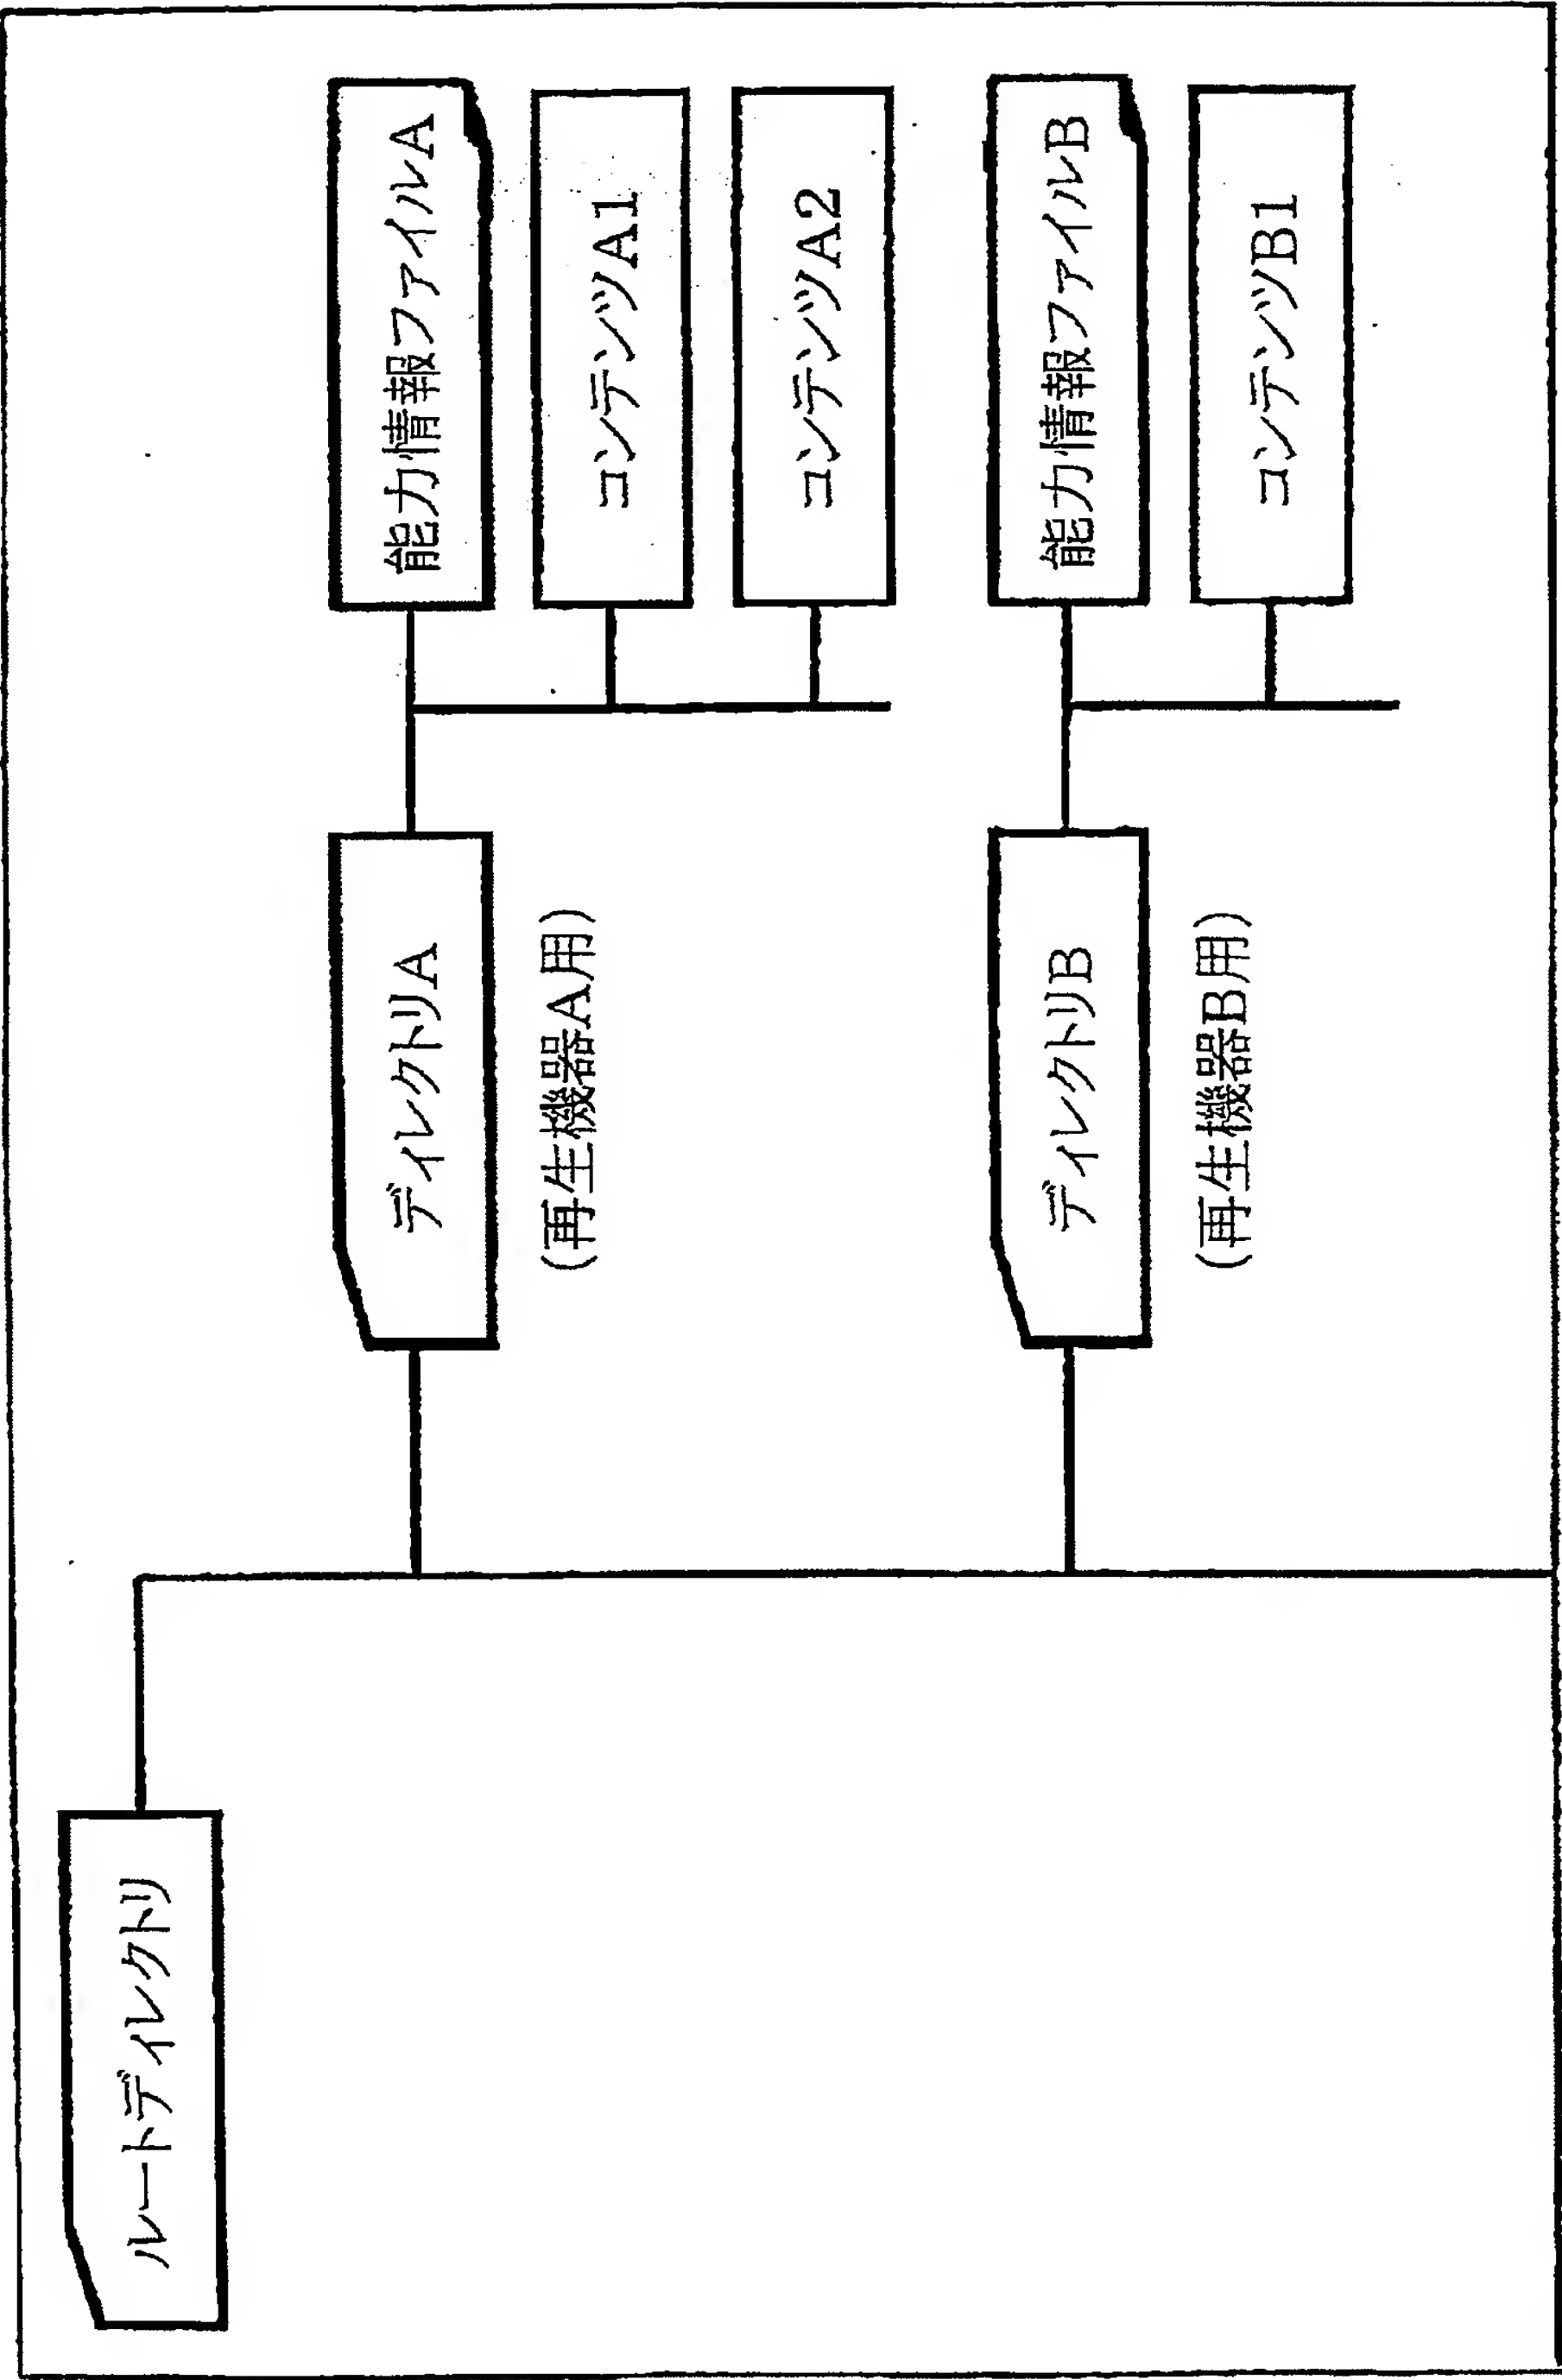 ルートディレクトリ
ディレクトリA
(再生機器A用)
能力情報ファイルA
コンテンツA1
コンテンツA2
ディレクトリB
(再生機器B用)
能力情報ファイルB
コンテンツB1